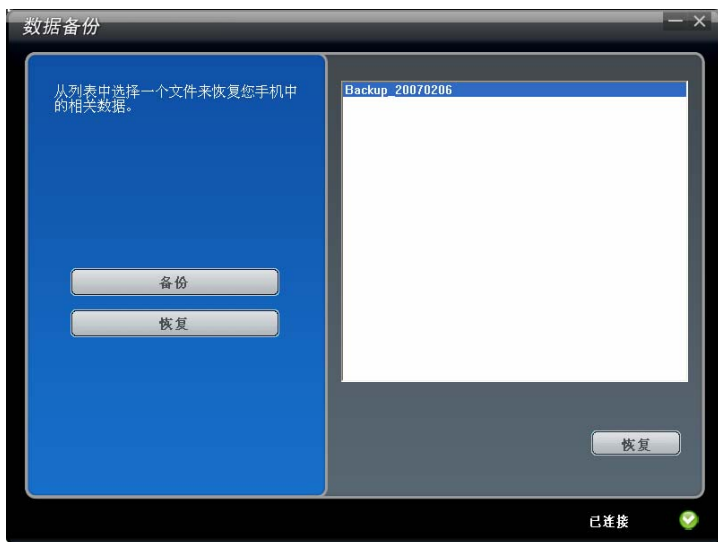 数据备份
从列表中选择一个文件来恢复您手机中
的相关数据。
Backup_20070206
备份
恢复
恢复
已连接